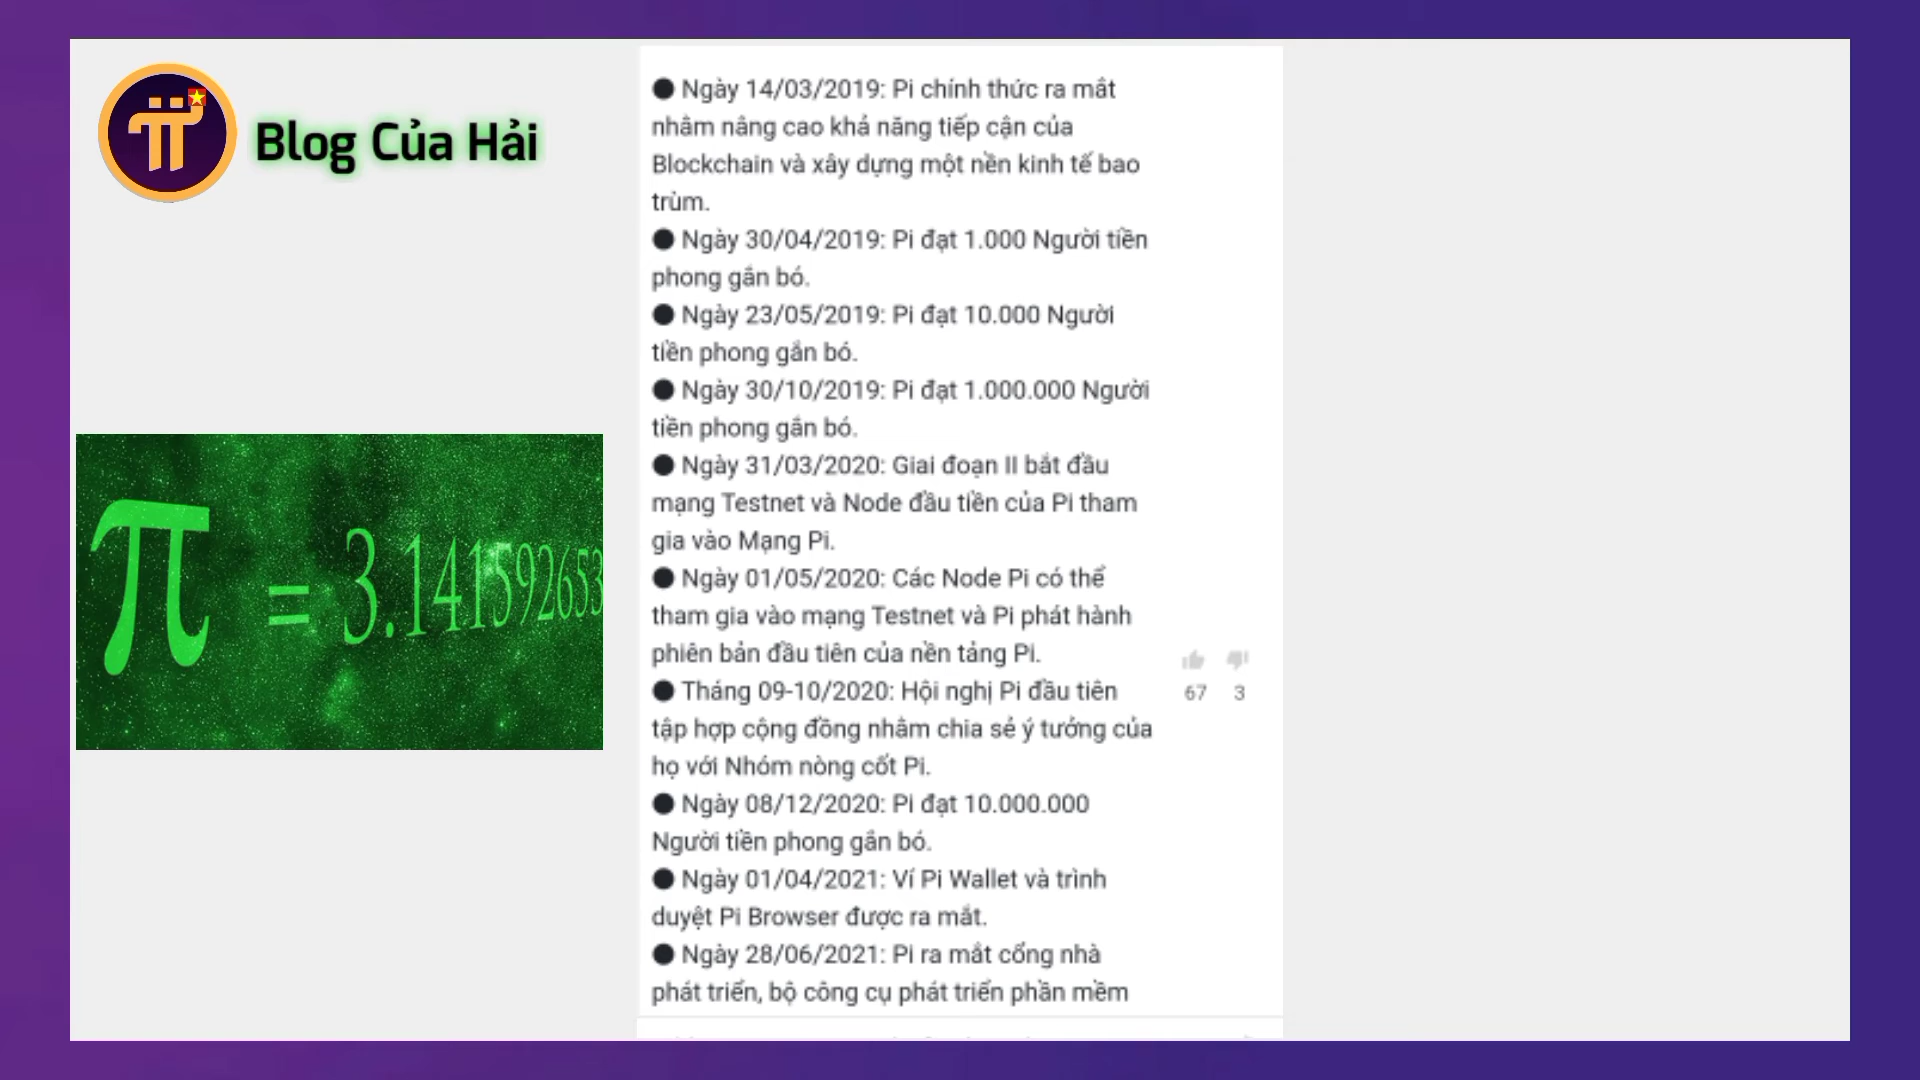 Blog Của Hải
π = 3.141592653
● Ngày 14/03/2019: Pi chính thức ra mắt
nhằm nâng cao khả năng tiếp cận của
Blockchain và xây dựng một nền kinh tế bao
trùm.
● Ngày 30/04/2019: Pi đạt 1.000 Người tiền
phong gắn bó.
● Ngày 23/05/2019: Pi đạt 10.000 Người
tiền phong gắn bó.
● Ngày 30/10/2019: Pi đạt 1.000.000 Người
tiền phong gắn bó.
● Ngày 31/03/2020: Giai đoạn II bắt đầu
mạng Testnet và Node đầu tiền của Pi tham
gia vào Mạng Pi.
● Ngày 01/05/2020: Các Node Pi có thể
tham gia vào mạng Testnet và Pi phát hành
phiên bản đầu tiên của nền tảng Pi.
● Tháng 09-10/2020: Hội nghị Pi đầu tiên
tập hợp cộng đồng nhằm chia sẻ ý tưởng của
họ với Nhóm nòng cốt Pi.
● Ngày 08/12/2020: Pi đạt 10.000.000
Người tiền phong gắn bó.
● Ngày 01/04/2021: Ví Pi Wallet và trình
duyệt Pi Browser được ra mắt.
● Ngày 28/06/2021: Pi ra mắt cổng nhà
phát triển, bộ công cụ phát triển phần mềm
67 3